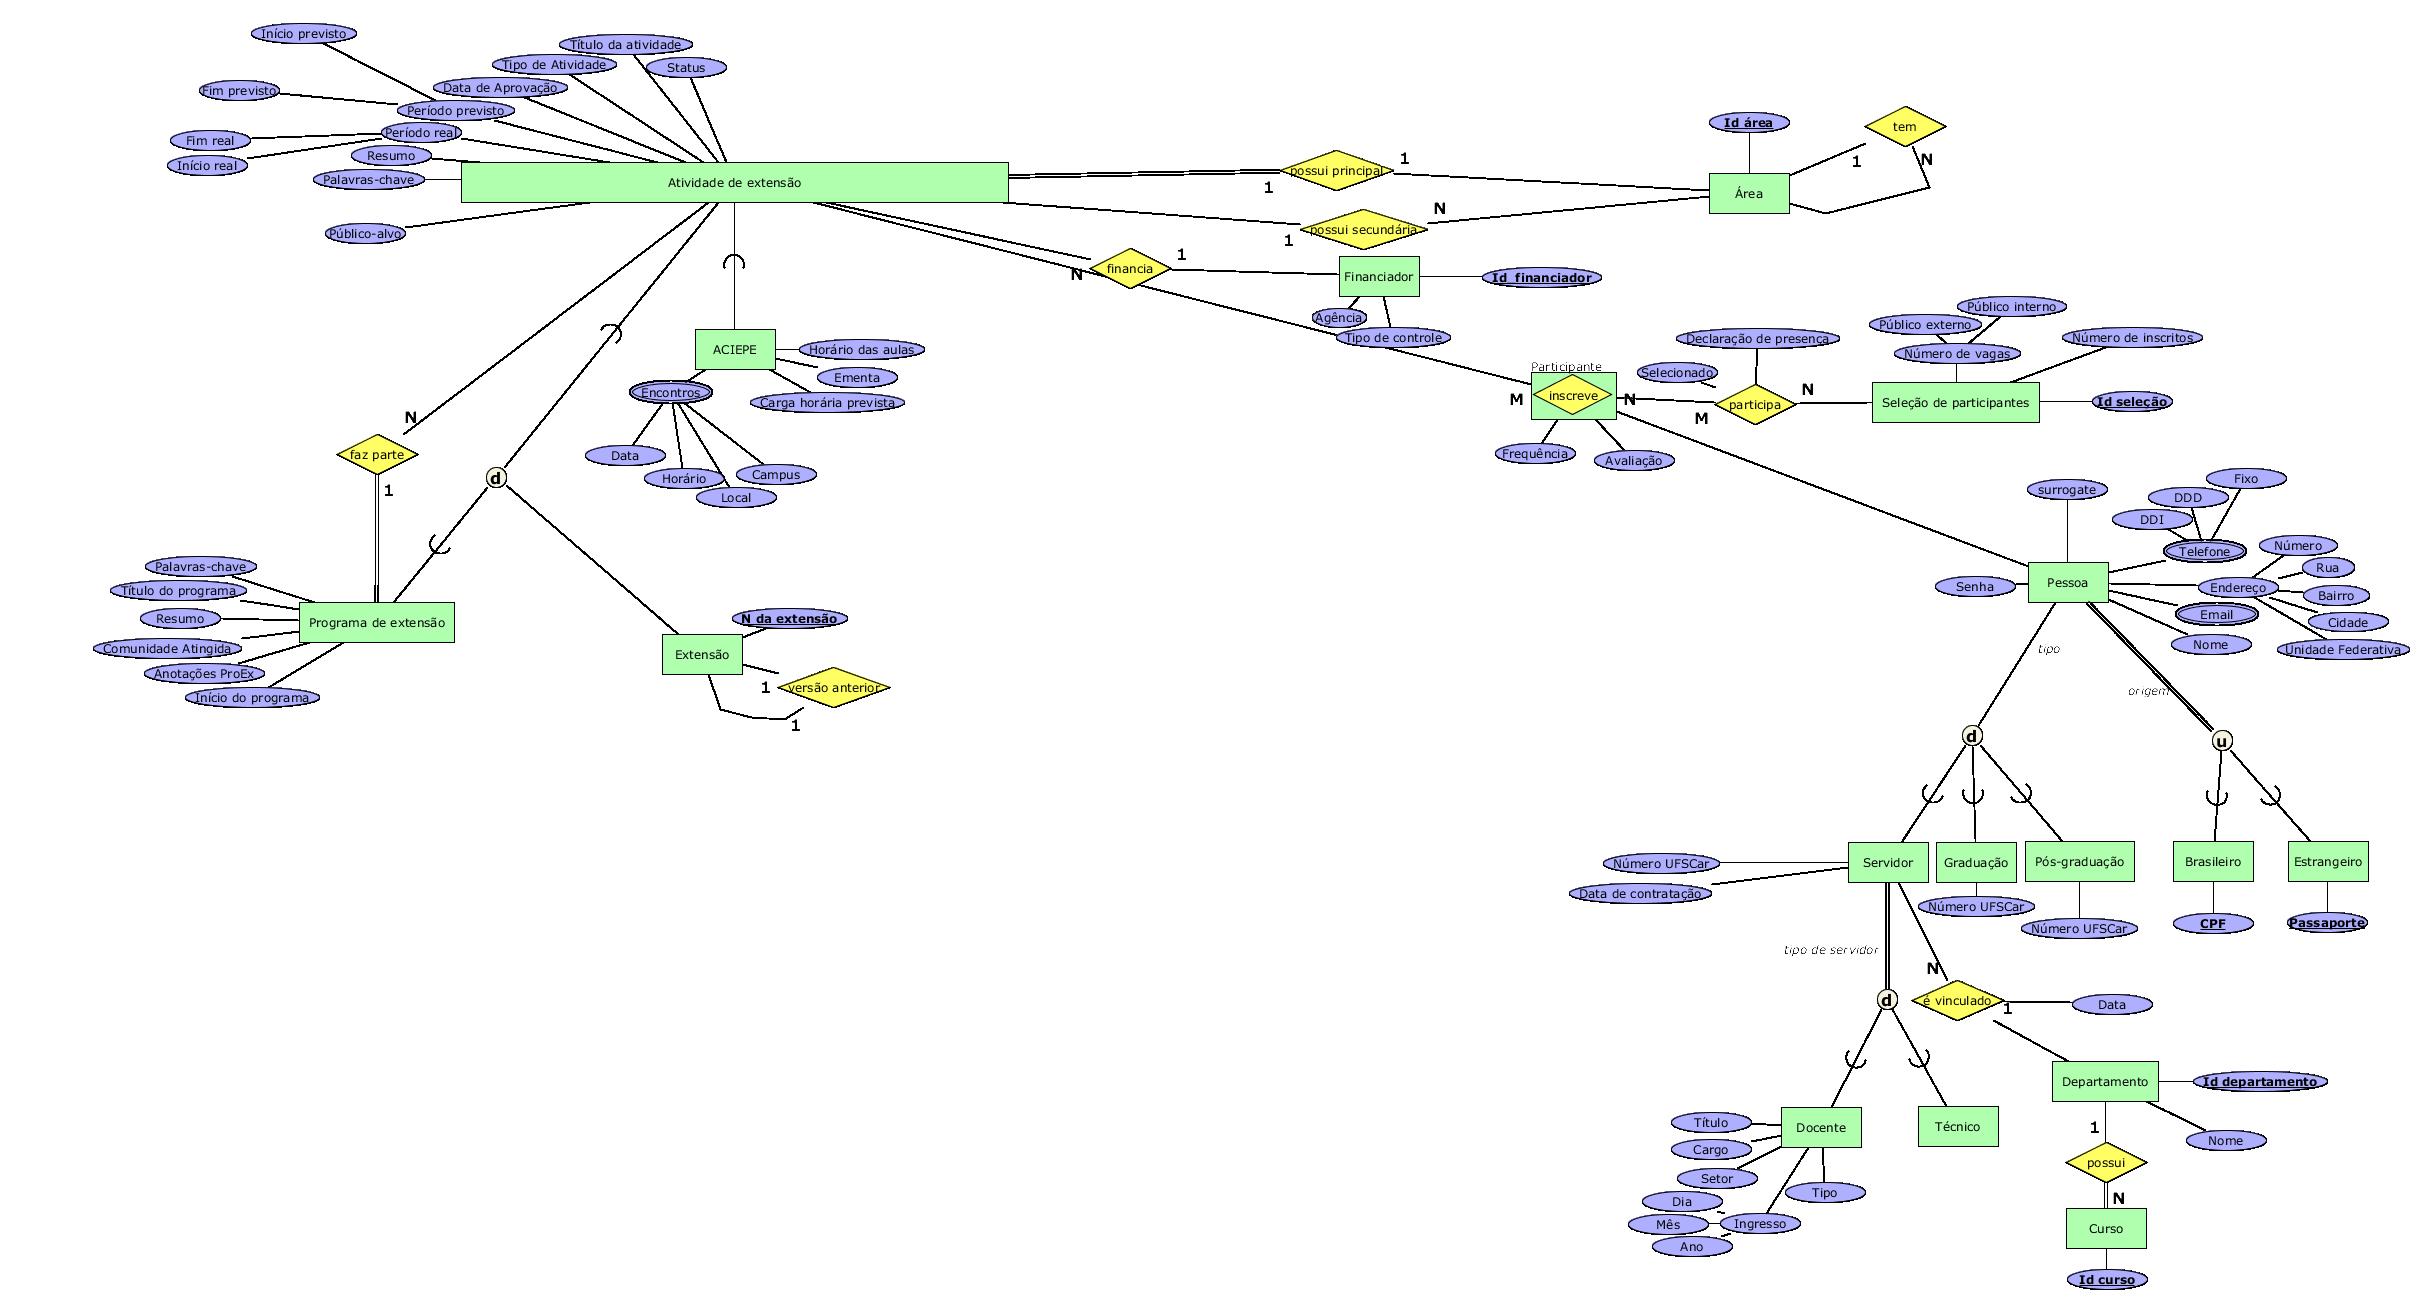 Início previsto
Título da atividade
Tipo de Atividade
Status
Data de Aprovação
Fim previsto
Período previsto
Período real
Fim real
Início real
Resumo
Palavras-chave
Público-alvo
Atividade de extensão
possui principal
1
1
possui secundária
1
N
Id área
Área
tem
1
N
financia
N
1
Financiador
Id_financiador
Agência
Tipo de controle
ACIEPE
Horário das aulas
Ementa
Carga horária prevista
Encontros
Data
Horário
Local
Campus
Participante
inscreve
M
N
Frequência
Avaliação
Selecionado
Declaração de presença
participa
M
N
Público interno
Público externo
Número de vagas
Número de inscritos
Seleção de participantes
Id seleção
N
faz parte
1
d
Palavras-chave
Título do programa
Resumo
Comunidade Atingida
Anotações ProEx
Início do programa
Programa de extensão
N da extensão
Extensão
versão anterior
1
1
surrogate
Fixo
DDD
DDI
Telefone
Senha
Pessoa
Número
Rua
Endereço
Bairro
Email
Cidade
Nome
Unidade Federativa
tipo
origem
d
u
Servidor
Graduação
Pós-graduação
Brasileiro
Estrangeiro
Número UFSCar
Data de contratação
Número UFSCar
Número UFSCar
CPF
Passaporte
tipo de servidor
d
N
é vinculado
1
Data
Departamento
Id departamento
Nome
Docente
Técnico
Título
Cargo
Setor
Tipo
Dia
Mês
Ano
Ingresso
1
possui
N
Curso
Id curso